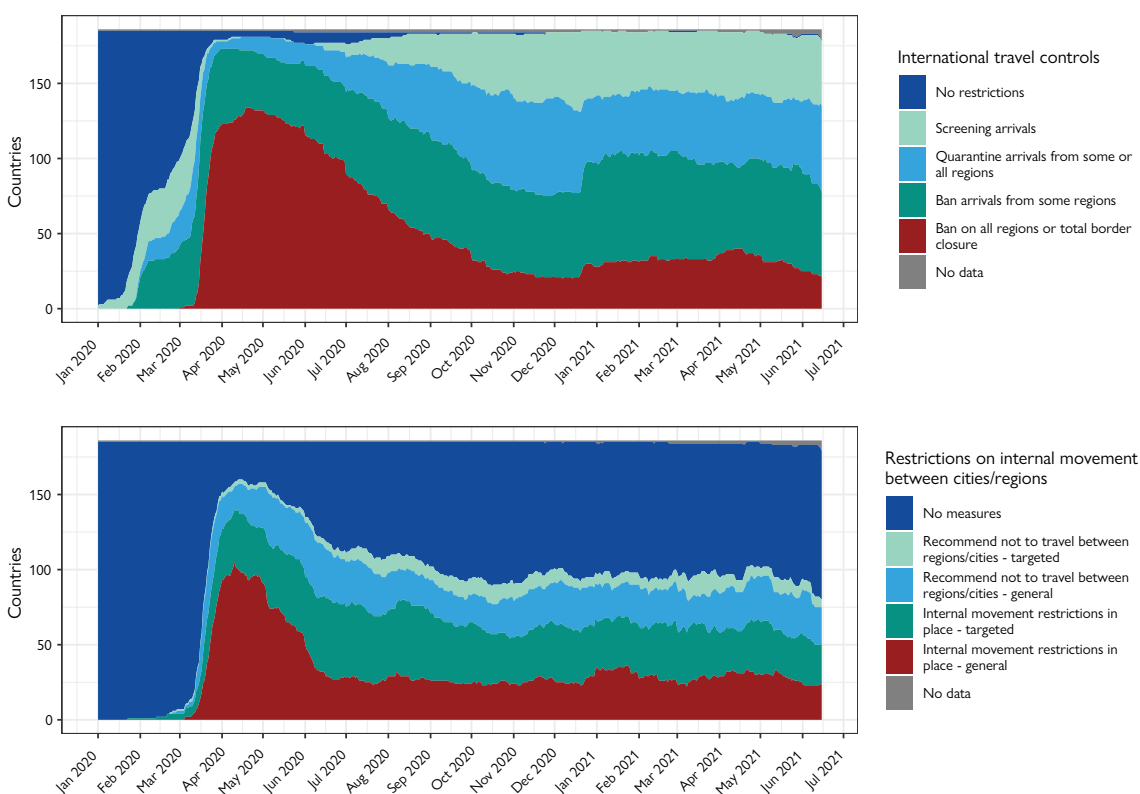 International travel controls
No restrictions
Screening arrivals
Quarantine arrivals from some or
all regions
Ban arrivals from some regions
Ban on all regions or total border
closure
No data
Countries
150
100
50
0
Jan 2020
Feb 2020
Mar 2020
Apr 2020
May 2020
Jun 2020
Jul 2020
Aug 2020
Sep 2020
Oct 2020
Nov 2020
Dec 2020
Jan 2021
Feb 2021
Mar 2021
Apr 2021
May 2021
Jun 2021
Jul 2021
Restrictions on internal movement
between cities/regions
No measures
Recommend not to travel between
regions/cities - targeted
Recommend not to travel between
regions/cities - general
Internal movement restrictions in
place - targeted
Internal movement restrictions in
place - general
No data
Countries
150
100
50
0
Jan 2020
Feb 2020
Mar 2020
Apr 2020
May 2020
Jun 2020
Jul 2020
Aug 2020
Sep 2020
Oct 2020
Nov 2020
Dec 2020
Jan 2021
Feb 2021
Mar 2021
Apr 2021
May 2021
Jun 2021
Jul 2021